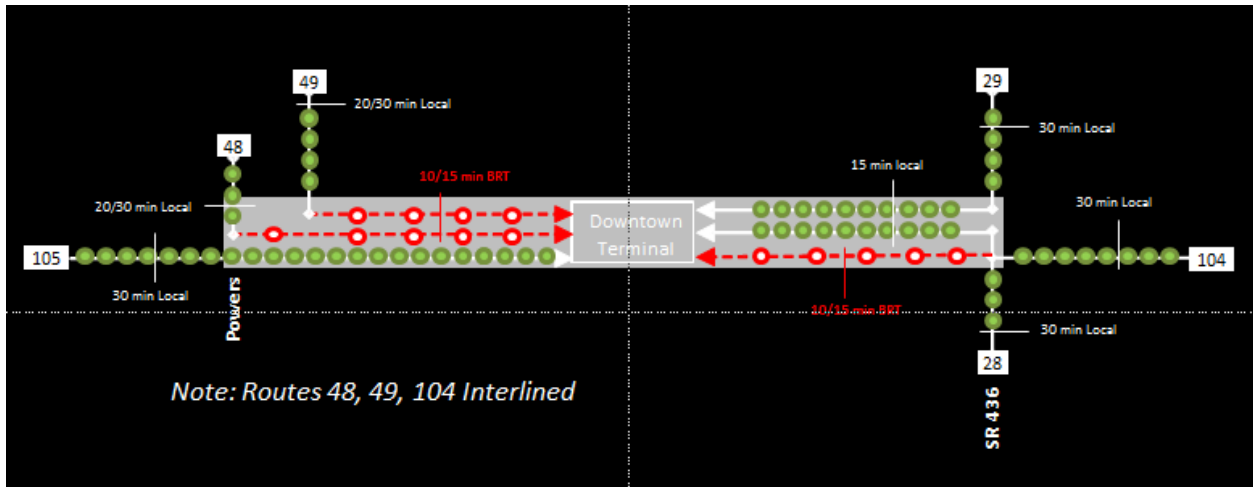 49
20/30 min Local
48
20/30 min Local
10/15 min BRT
105
30 min Local
Powers
Downtown
Terminal
29
30 min Local
15 min local
30 min Local
104
10/15 min BRT
30 min Local
28
SR 436
Note: Routes 48, 49, 104 Interlined